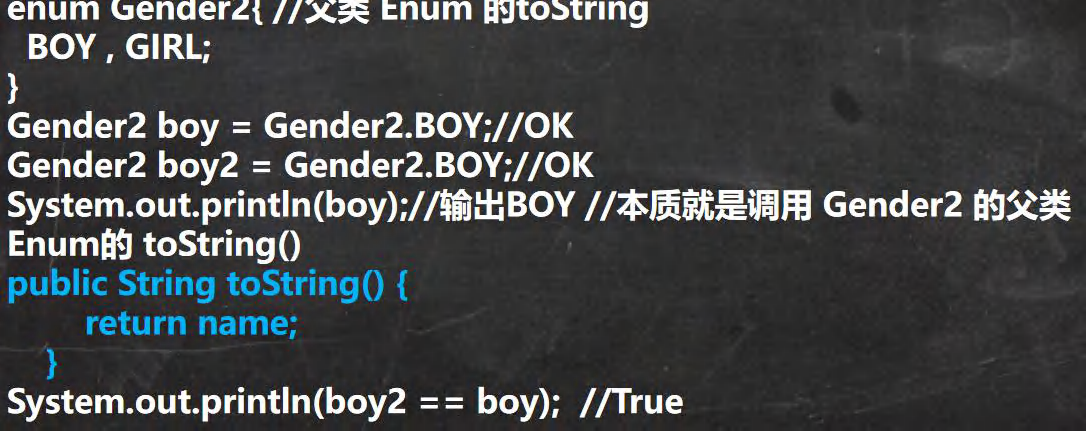 enum Gender2{ //父类 Enum 的toString
BOY , GIRL;
}
Gender2 boy = Gender2.BOY;//OK
Gender2 boy2 = Gender2.BOY;//OK
System.out.println(boy);//输出BOY //本质就是调用 Gender2 的父类
Enum的 toString()
public String toString() {
return name;
}
System.out.println(boy2 == boy); //True